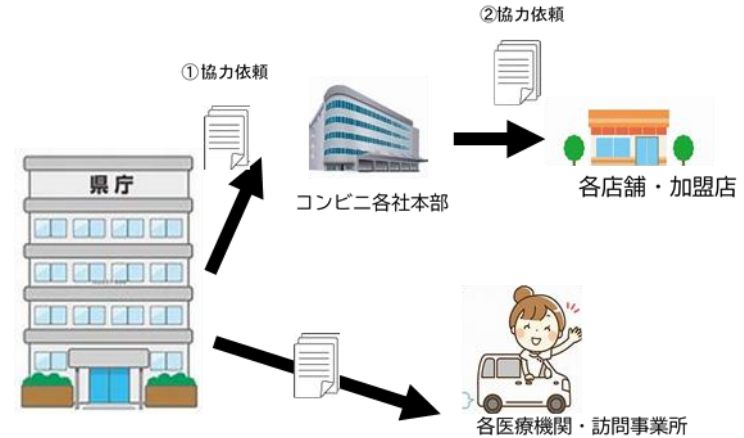 ②協力依頼
①協力依頼
県庁
コンビニ各社本部
各店舗・加盟店
各医療機関・訪問事業所